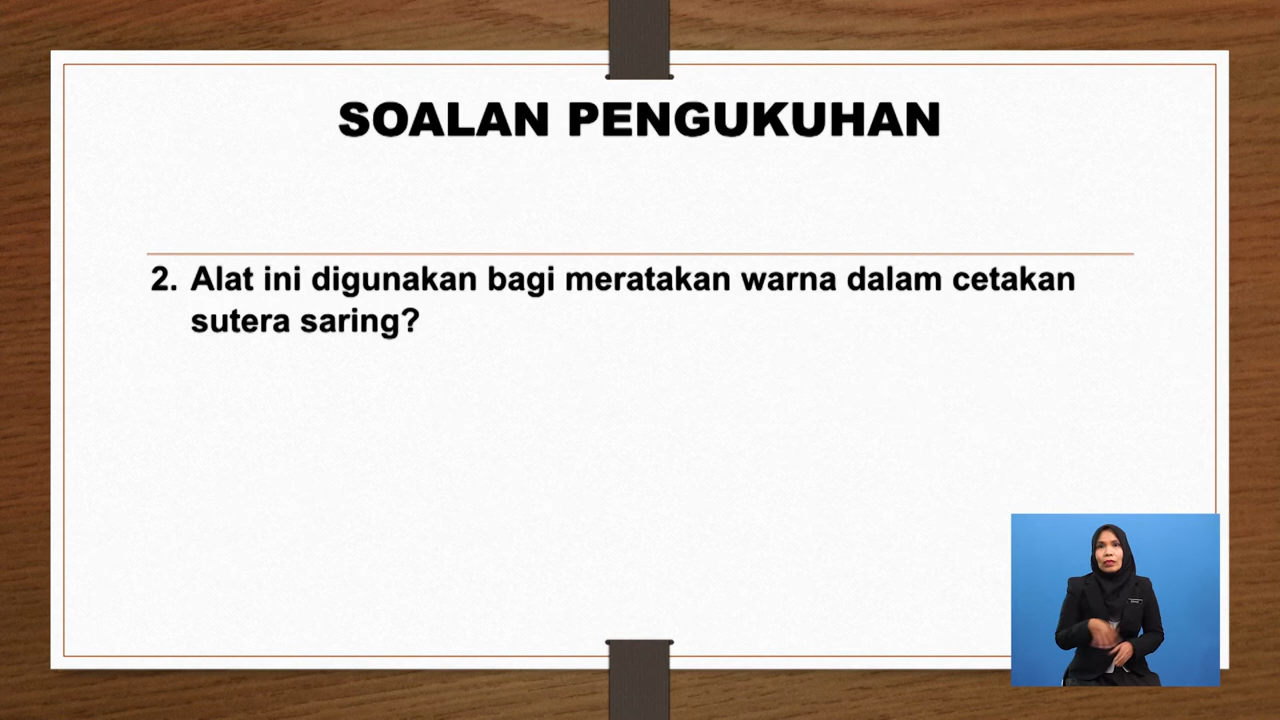 SOALAN PENGUKUHAN
2. Alat ini digunakan bagi meratakan warna dalam cetakan
sutera saring?